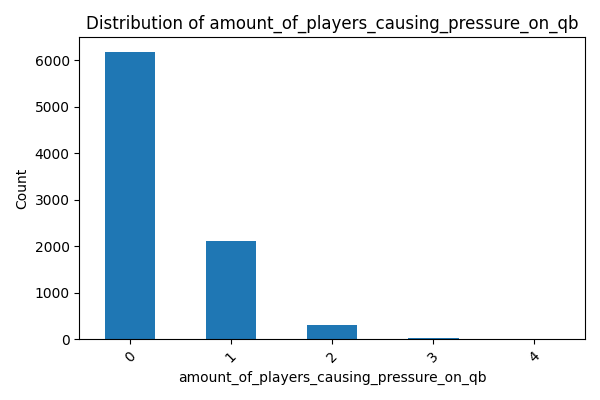 Distribution of amount_of_players_causing_pressure_on_qb
6000
5000
4000
3000
2000
1000
0
Count
0 1 2 3 4
amount_of_players_causing_pressure_on_qb